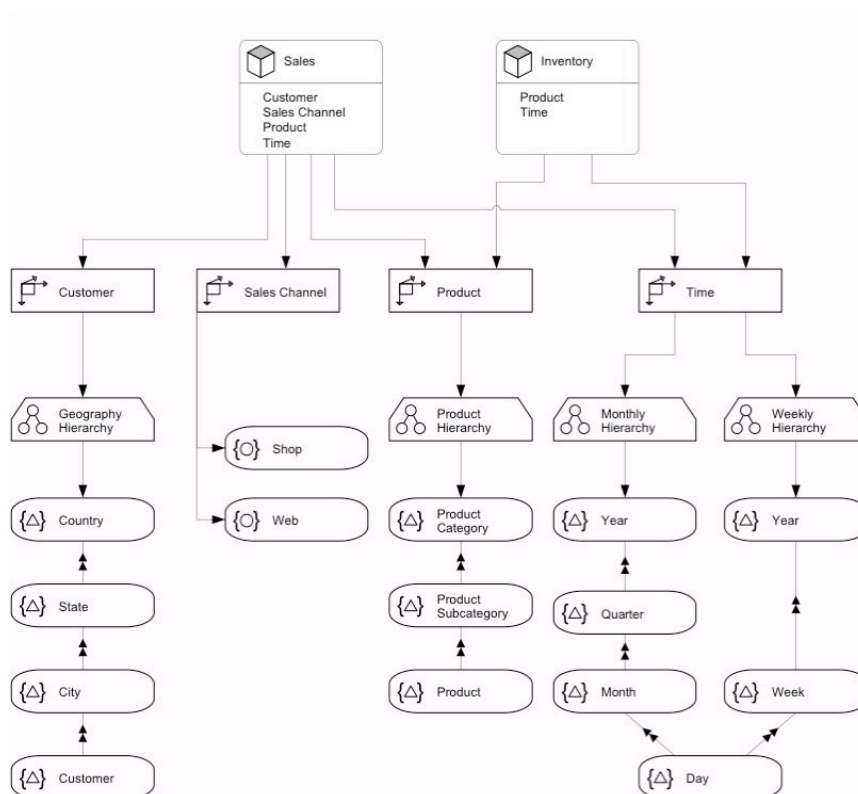 Sales
Customer
Sales Channel
Product
Time
Inventory
Product
Time
Customer
Sales Channel
Product
Time
Geography
Hierarchy
Product
Hierarchy
Monthly
Hierarchy
Weekly
Hierarchy
Shop
Country
Web
Product
Category
Year
Year
State
Product
Subcategory
Quarter
City
Product
Month
Week
Customer
Day